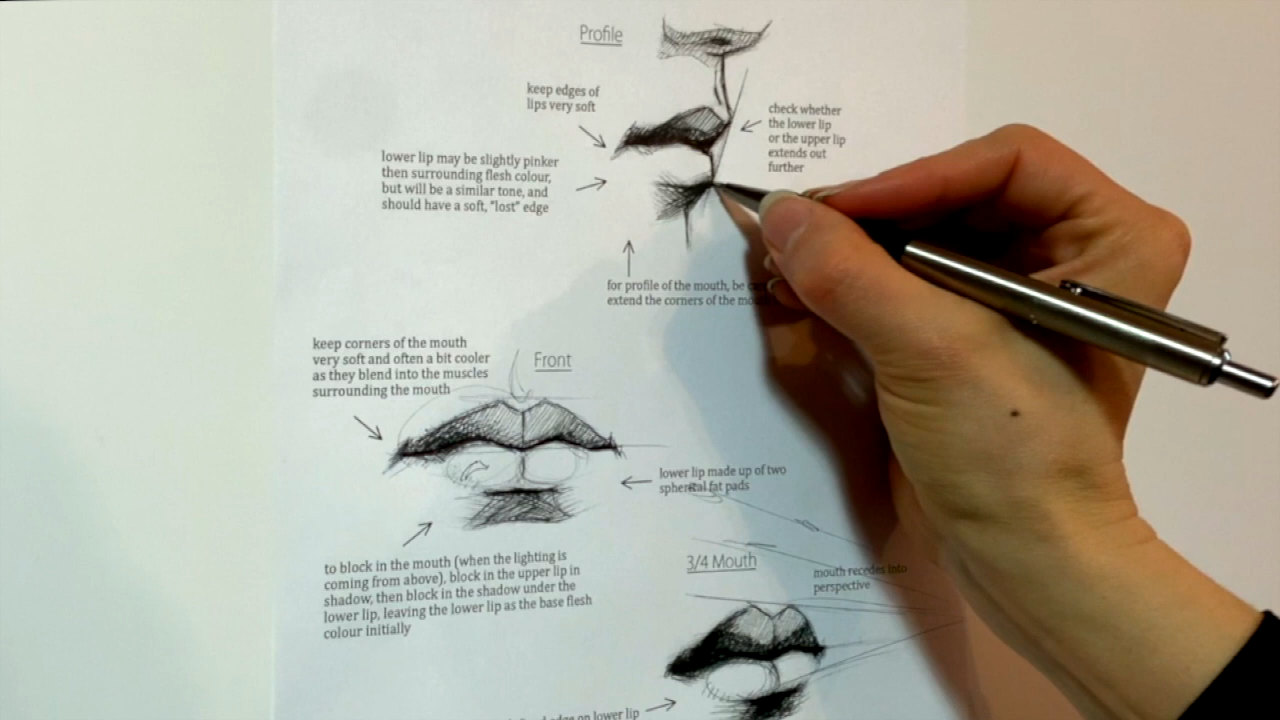 Profile
keep edges of
lips very soft
check whether
the lower lip
or the upper lip
extends out
further
lower lip may be slightly pinker
then surrounding flesh colour,
but will be a similar tone, and
should have a soft, "lost" edge
for profile of the mouth, be
extend the corners of the
keep corners of the mouth
very soft and often a bit cooler
as they blend into the muscles
surrounding the mouth
Front
lower lip made up of two
spherical fat pads
to block in the mouth (when the lighting is
coming from above), block in the upper lip in
shadow, then block in the shadow under the
lower lip, leaving the lower lip as the base flesh
colour initially
3/4 Mouth
mouth recedes into
perspective
edge on lower lip